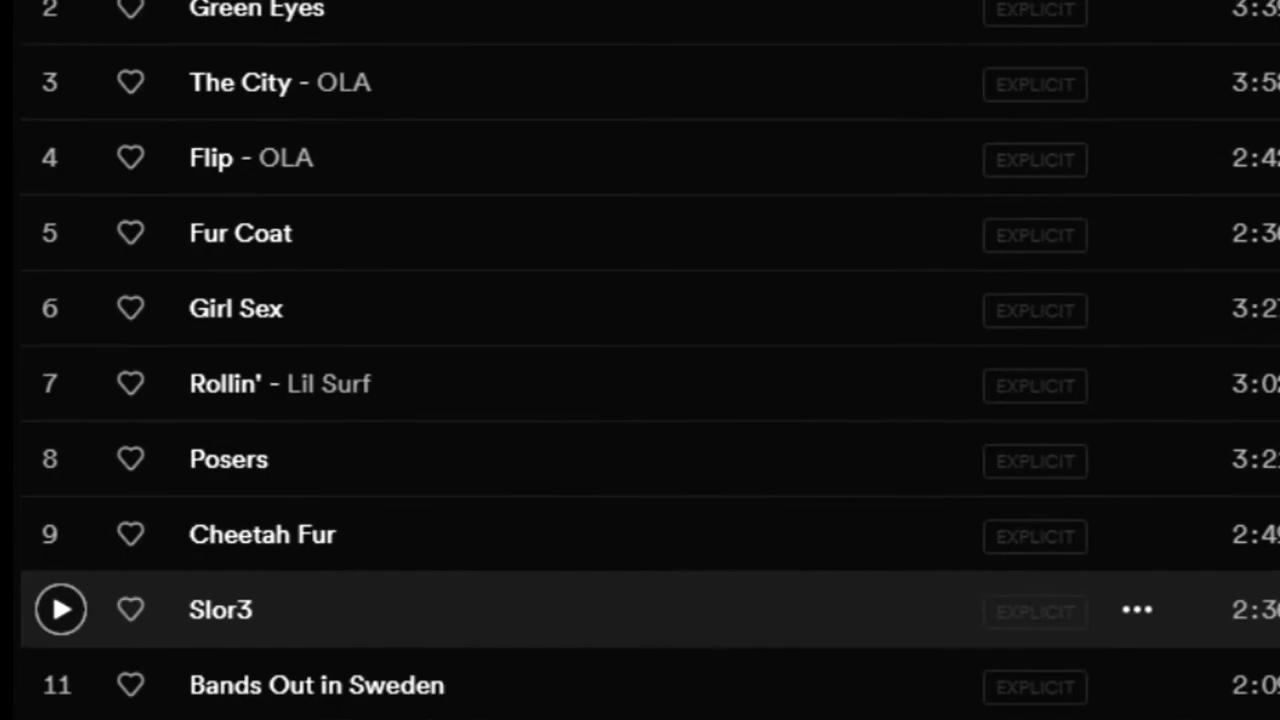 2 Green Eyes EXPLICIT
3 The City - OLA EXPLICIT
4 Flip - OLA EXPLICIT
5 Fur Coat EXPLICIT
6 Girl Sex EXPLICIT
7 Rollin' - Lil Surf EXPLICIT
8 Posers EXPLICIT
9 Cheetah Fur EXPLICIT
Slor3 EXPLICIT
11 Bands Out in Sweden EXPLICIT